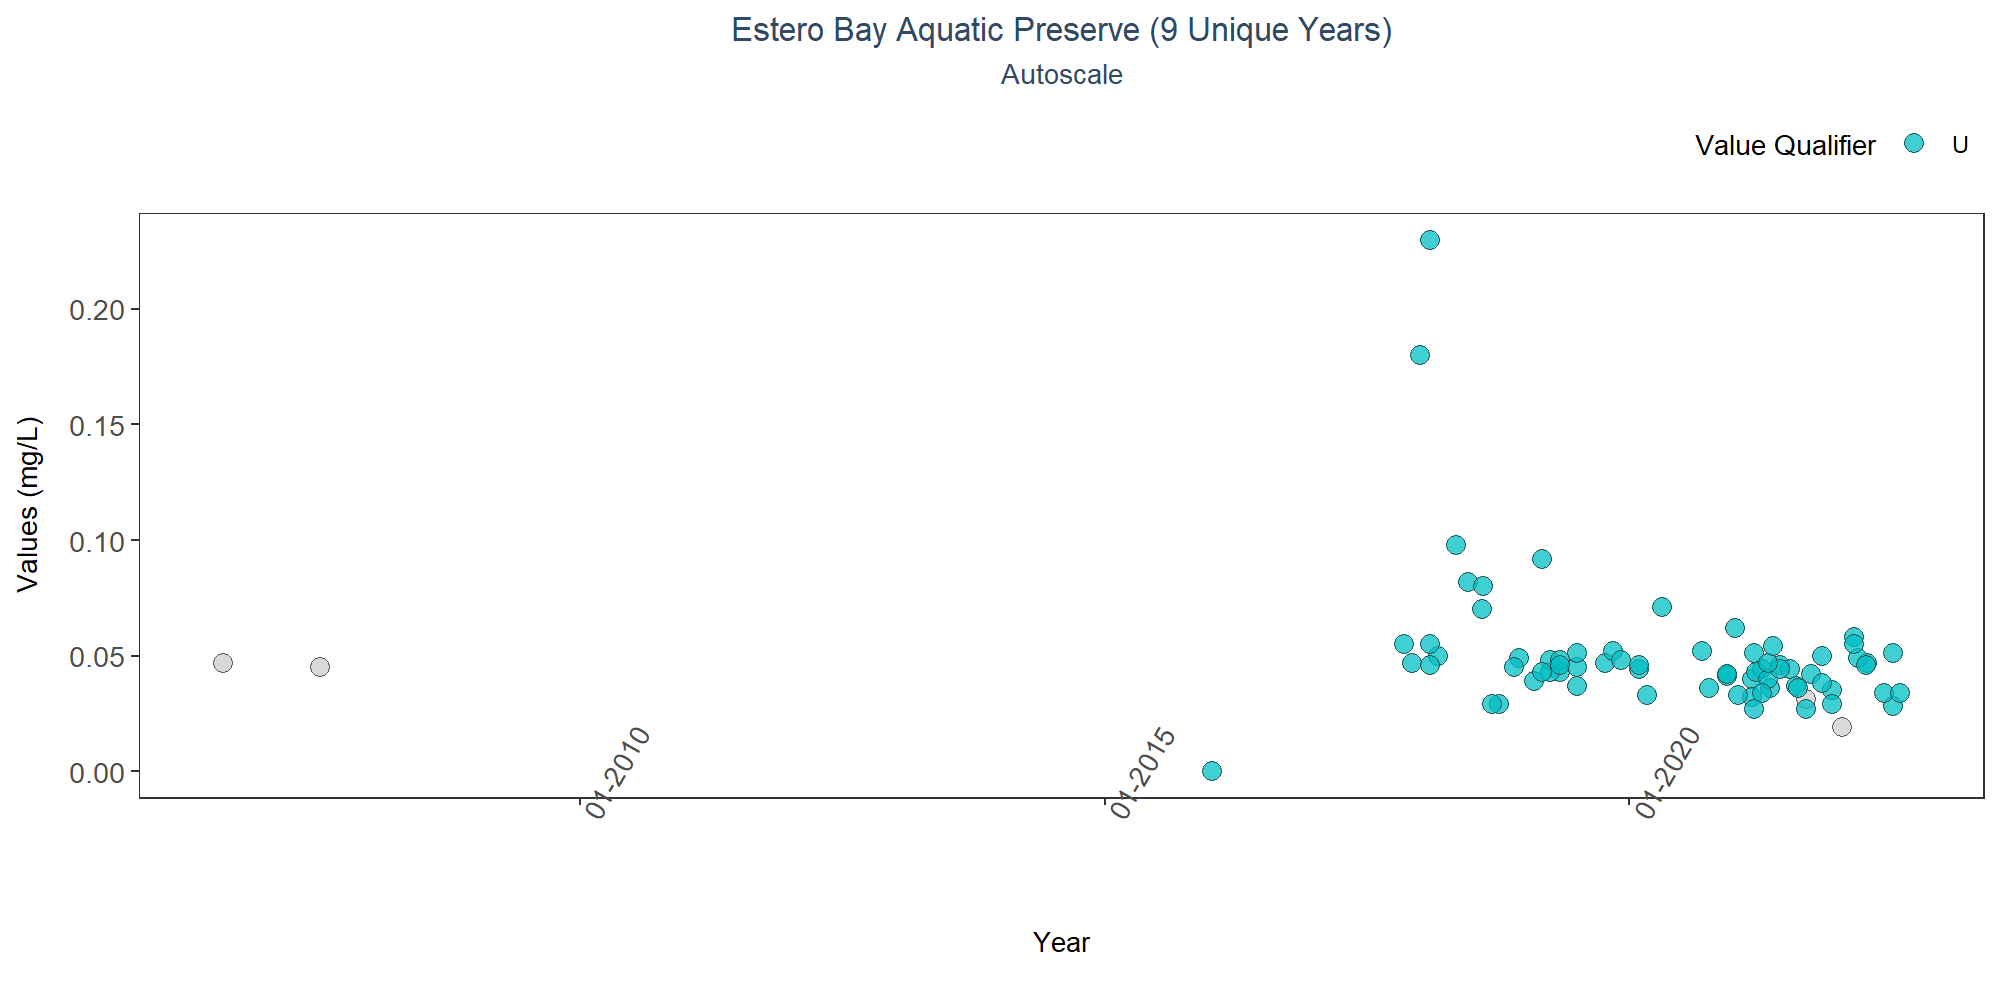 Estero Bay Aquatic Preserve (9 Unique Years)
Autoscale
Value Qualifier U
Values (mg/L)
0.20
0.15
0.10
0.05
0.00
01-2010
01-2015
01-2020
Year